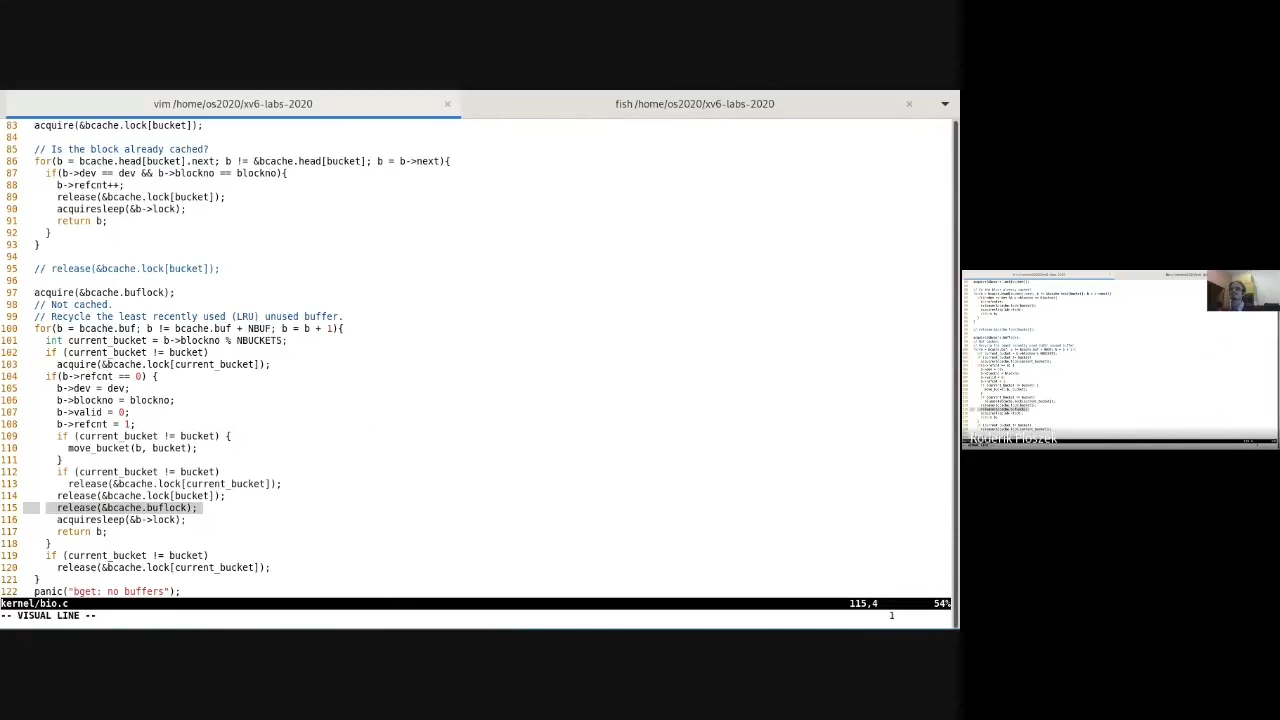 vim /home/os2020/xv6-labs-2020 × fish /home/os2020/xv6-labs-2020 ×
83 acquire(&bcache.lock[bucket]);
84
85 // Is the block already cached?
86 for(b = bcache.head[bucket].next; b != &bcache.head[bucket]; b = b->next){
87 if(b->dev == dev && b->blockno == blockno){
88 b->refcnt++;
89 release(&bcache.lock[bucket]);
90 acquiresleep(&b->lock);
91 return b;
92 }
93 }
94
95 // release(&bcache.lock[bucket]);
96
97 acquire(&bcache.buflock);
98 // Not cached.
99 // Recycle the least recently used (LRU) unused buffer.
100 for(b = bcache.buf; b != bcache.buf + NBUF; b = b + 1){
101 int current_bucket = b->blockno % NBUCKETS;
102 if (current_bucket != bucket)
103 acquire(&bcache.lock[current_bucket]);
104 if(b->refcnt == 0) {
105 b->dev = dev;
106 b->blockno = blockno;
107 b->valid = 0;
108 b->refcnt = 1;
109 if (current_bucket != bucket) {
110 move_bucket(b, bucket);
111 }
112 if (current_bucket != bucket)
113 release(&bcache.lock[current_bucket]);
114 release(&bcache.lock[bucket]);
115 release(&bcache.buflock);
116 acquiresleep(&b->lock);
117 return b;
118 }
119 if (current_bucket != bucket)
120 release(&bcache.lock[current_bucket]);
121 }
122 panic("bget: no buffers");
kernel/bio.c 115,4 54%
-- VISUAL LINE -- 1
Roderik Ploszek